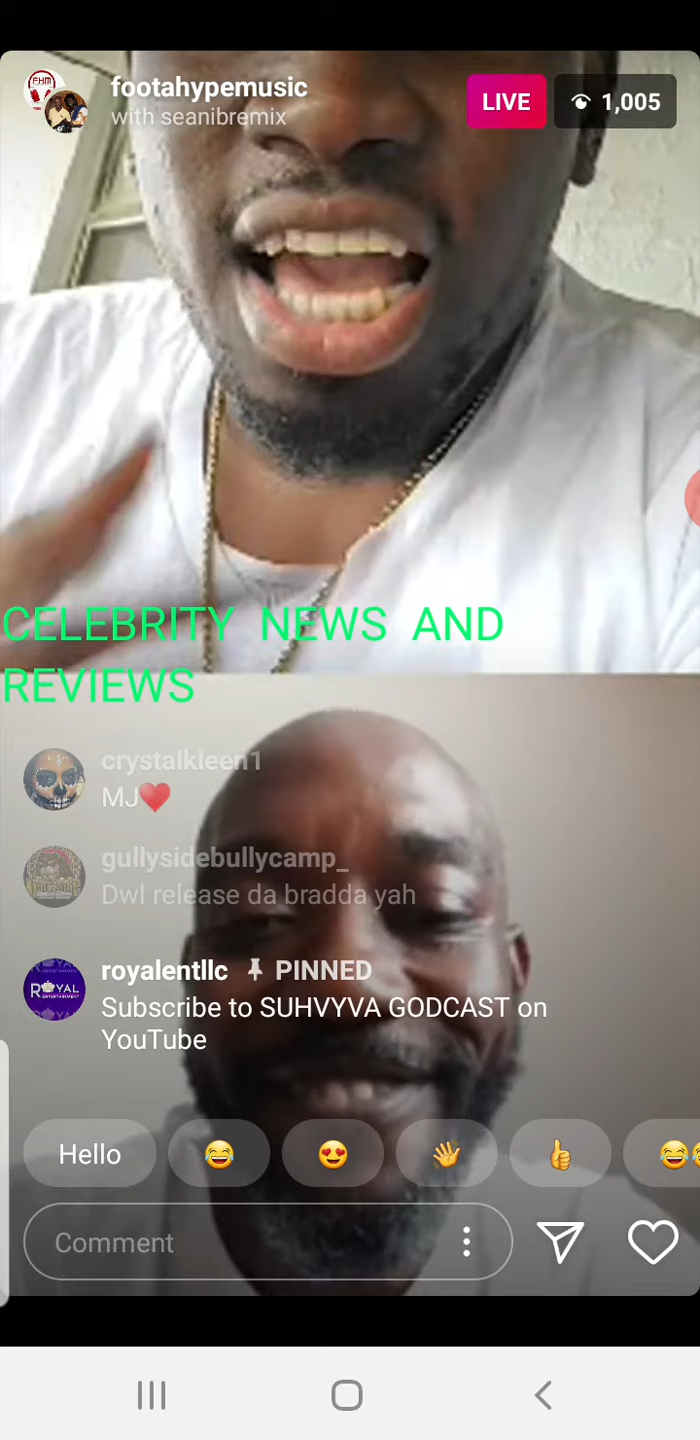 footahypemusic
with seanibremix
LIVE
1,005
CELEBRITY NEWS AND
REVIEWS
crystalkleen1
MJ❤️
gullysidebullycamp_
Dwl release da bradda yah
royalentllc PINNED
Subscribe to SUHVYVA GODCAST on
YouTube
Hello 😂 😍 👋 👍 😂
Comment